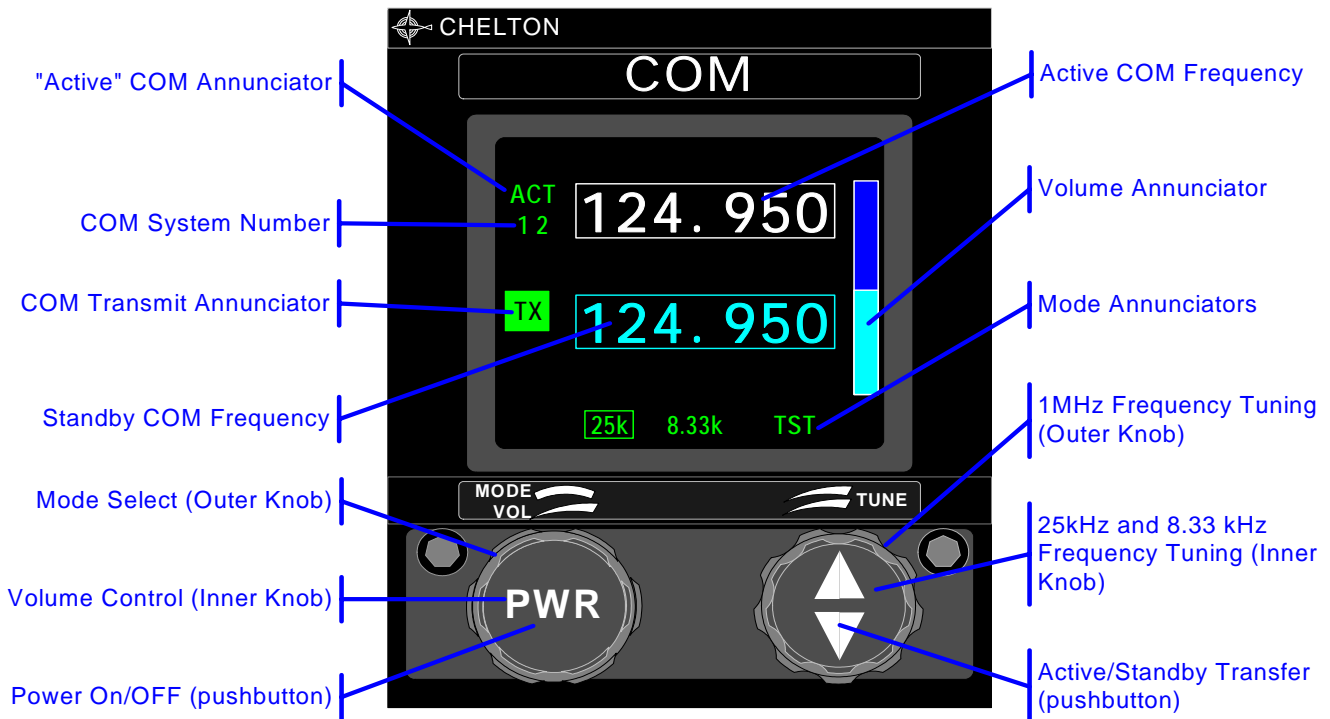 CHELTON
COM
"Active" COM Annunciator
COM System Number
COM Transmit Annunciator
Standby COM Frequency
Mode Select (Outer Knob)
Volume Control (Inner Knob)
Power On/OFF (pushbutton)
ACT
1 2
124. 950
TX
124. 950
25k 8.33k TST
MODE
VOL
TUNE
PWR
Active COM Frequency
Volume Annunciator
Mode Annunciators
1MHz Frequency Tuning
(Outer Knob)
25kHz and 8.33 kHz
Frequency Tuning (Inner
Knob)
Active/Standby Transfer
(pushbutton)